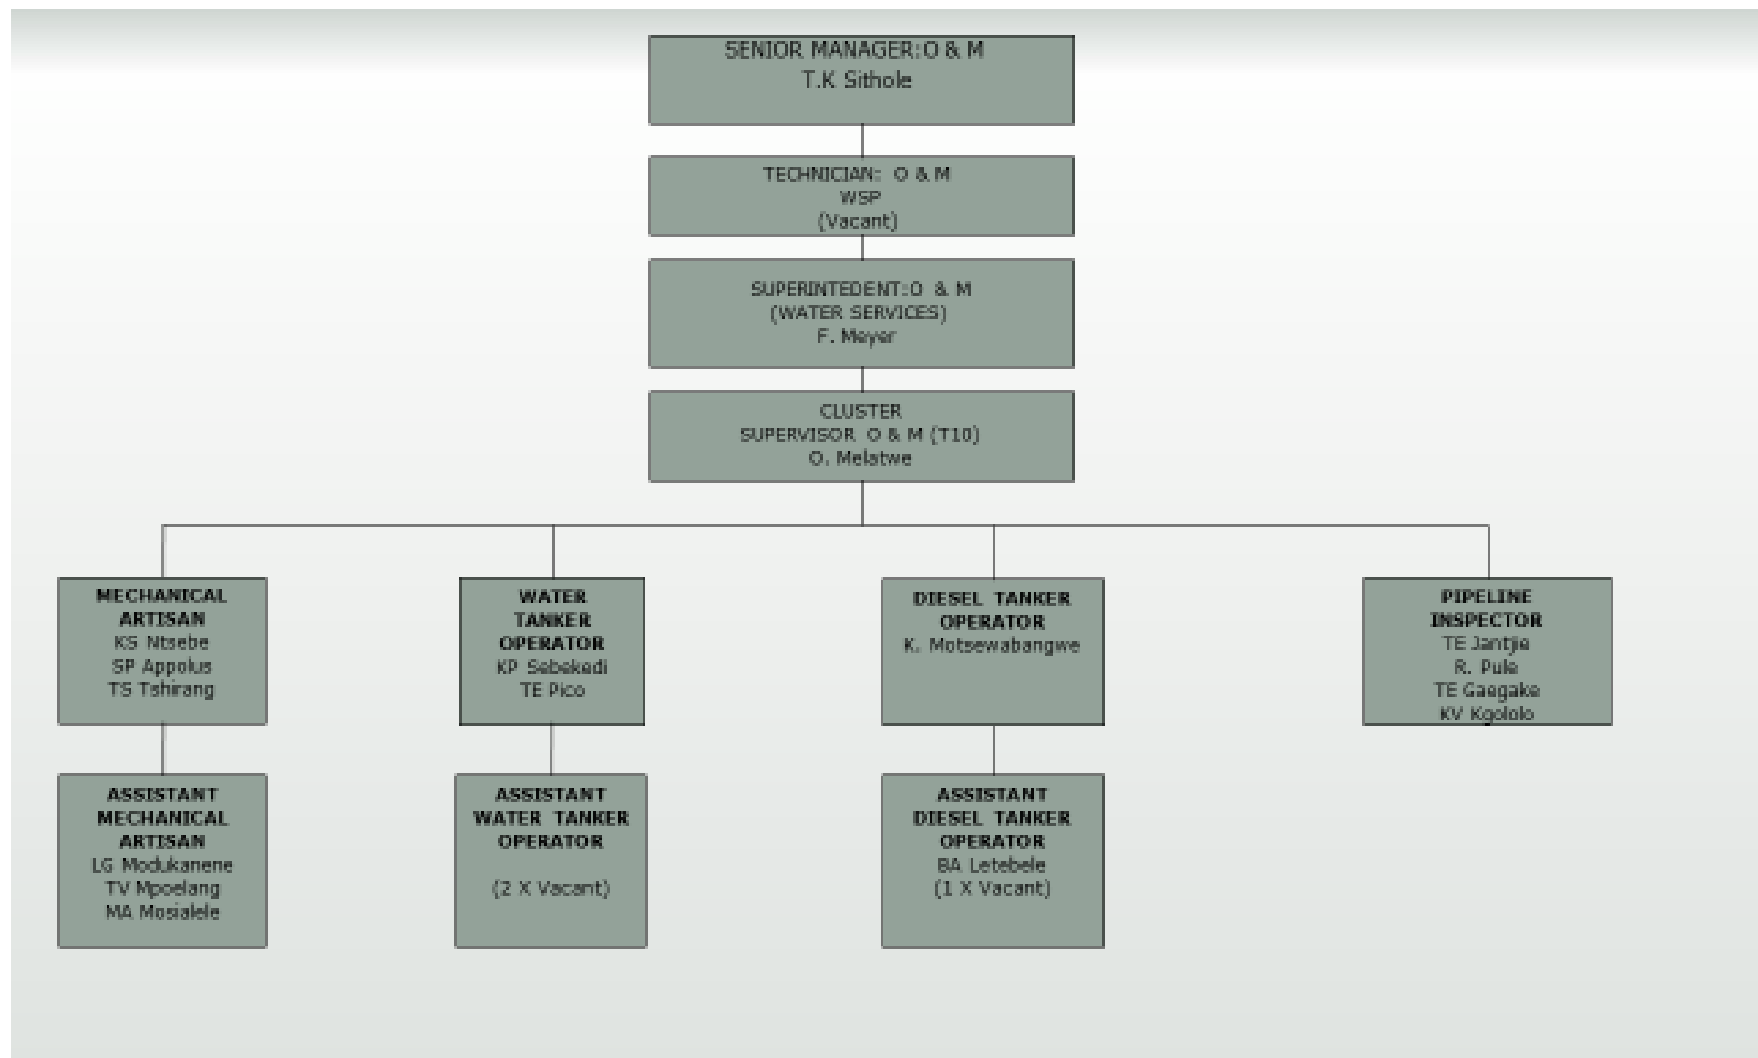 SENIOR MANAGER:O & M
T.K Sithole
TECHNICIAN: O & M
WSP
(Vacant)
SUPERINTEDENT:O & M
(WATER SERVICES)
F. Meyer
CLUSTER
SUPERVISOR O & M (T10)
O. Melatwe
MECHANICAL
ARTISAN
KS Ntsebe
SP Appolus
TS Tshirang
WATER
TANKER
OPERATOR
KP Sebekedi
TE Pico
DIESEL TANKER
OPERATOR
K. Motsewabangwe
PIPELINE
INSPECTOR
TE Jantjie
R. Pule
TE Gaegake
KV Kgololo
ASSISTANT
MECHANICAL
ARTISAN
LG Modukanene
TV Mpoelang
MA Mosialele
ASSISTANT
WATER TANKER
OPERATOR
(2 X Vacant)
ASSISTANT
DIESEL TANKER
OPERATOR
BA Letebele
(1 X Vacant)